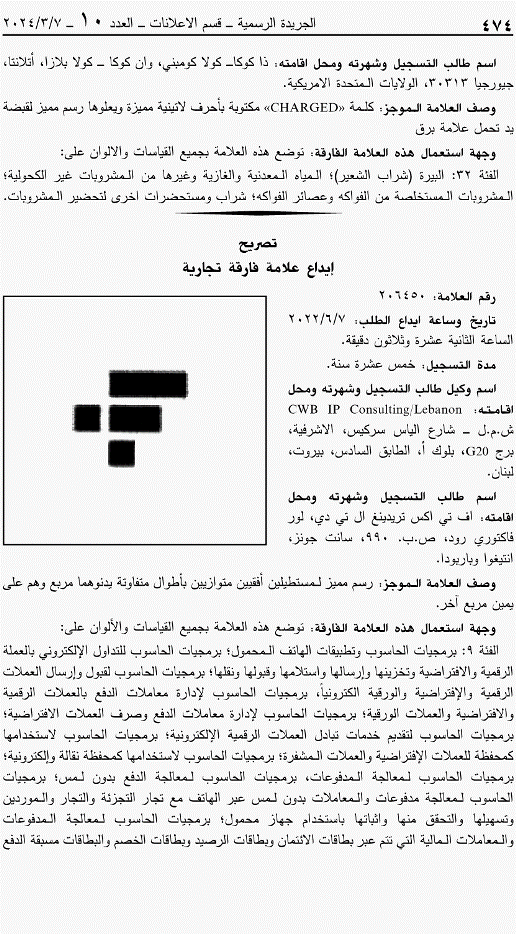 ٤٧٤
الجريدة الرسمية ــ قسم الاعلانات ــ العدد ١٠ ــ ٢٠٢٤/٣/٧
اسم طالب التسجيل وشهرته ومحل اقامته: ذا كوكاــ كولا كومبني، وان كوكا ــ كولا بلازا، أتلانتا،
جيورجيا ٣٠٣١٣، الولايات المتحدة الامريكية.
وصف العلامة الموجز: كلمة «CHARGED» مكتوبة بأحرف لاتينية مميزة ويعلوها رسم مميز لقبضة
يد تحمل علامة برق
وجهة استعمال هذه العلامة الفارقة: توضع هذه العلامة بجميع القياسات والالوان على:
الفئة ٣٢: البيرة (شراب الشعير)؛ المياه المعدنية والغازية وغيرها من المشروبات غير الكحولية؛
المشروبات المستخلصة من الفواكه وعصائر الفواكه؛ شراب ومستحضرات اخرى لتحضير المشروبات.
تصريح
إيداع علامة فارقة تجارية
رقم العلامة: ٢٠٦٤٥٠
تاريخ وساعة ايداع الطلب: ٢٠٢٢/٦/٧
الساعة الثانية عشرة وثلاثون دقيقة.
مدة التسجيل: خمس عشرة سنة.
اسم وكيل طالب التسجيل وشهرته ومحل
اقامته: CWB IP Consulting/Lebanon
ش.م.ل ــ شارع الياس سركيس، الاشرفية،
برج G20، بلوك أ، الطابق السادس، بيروت،
لبنان.
اسم طالب التسجيل وشهرته ومحل
اقامته: اف تي اكس تريدينغ ال تي دي، لور
فاكتوري رود، ص.ب. ٩٩٠، سانت جونز،
انتيغوا وباربودا.
وصف العلامة الموجز: رسم مميز لمستطيلين أفقيين متوازيين بأطوال متفاوتة يدنوهما مربع وهم على
يمين مربع آخر.
وجهة استعمال هذه العلامة الفارقة: توضع هذه العلامة بجميع القياسات والألوان على:
الفئة ٩: برمجيات الحاسوب وتطبيقات الهاتف المحمول؛ برمجيات الحاسوب للتداول الإلكتروني بالعملة
الرقمية والافتراضية وتخزينها وإرسالها واستلامها وقبولها ونقلها؛ برمجيات الحاسوب لقبول وإرسال العملات
الرقمية والإفتراضية والورقية الكترونياً، برمجيات الحاسوب لإدارة معاملات الدفع بالعملات الرقمية
والافتراضية والعملات الورقية؛ برمجيات الحاسوب لإدارة معاملات الدفع وصرف العملات الافتراضية؛
برمجيات الحاسوب لتقديم خدمات تبادل العملات الرقمية الإلكترونية؛ برمجيات الحاسوب لاستخدامها
كمحفظة للعملات الإفتراضية والعملات المشفرة؛ برمجيات الحاسوب لاستخدامها كمحفظة نقالة وإلكترونية؛
برمجيات الحاسوب لمعالجة المدفوعات، برمجيات الحاسوب لمعالجة الدفع بدون لمس؛ برمجيات
الحاسوب لمعالجة مدفوعات والمعاملات بدون لمس عبر الهاتف مع تجار التجزئة والتجار والموردين
وتسهيلها والتحقق منها واثباتها باستخدام جهاز محمول؛ برمجيات الحاسوب لمعالجة المدفوعات
والمعاملات المالية التي تتم عبر بطاقات الائتمان وبطاقات الرصيد وبطاقات الخصم والبطاقات مسبقة الدفع